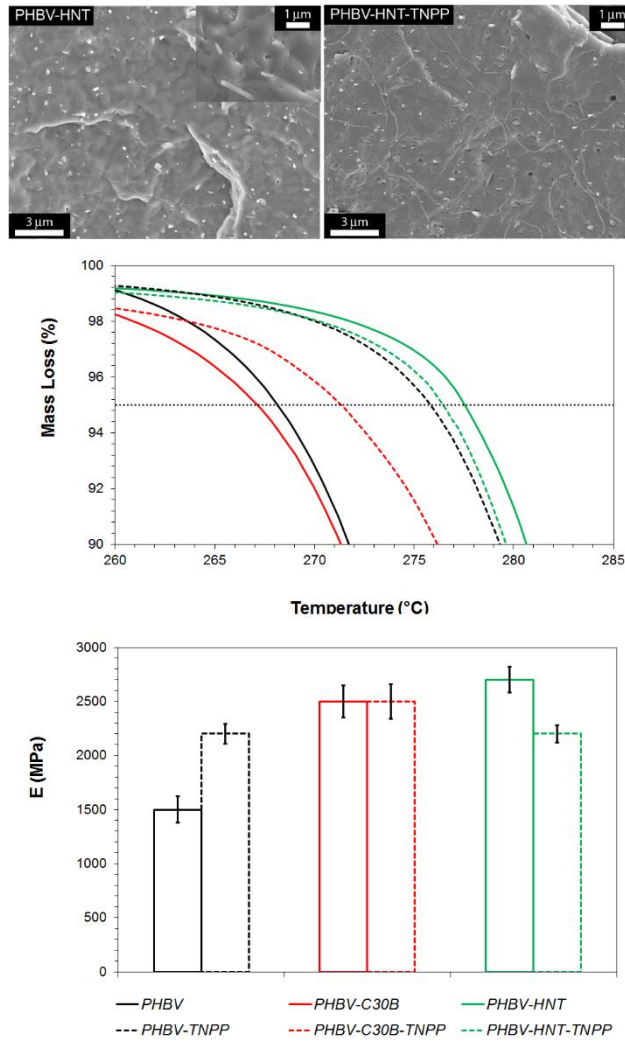 PHBV-HNT
1 µm
3 µm
PHBV-HNT-TNPP
1 µm
3 µm
100
98
96
94
92
90
Mass Loss (%)
260 265 270 275 280 285
Temperature (°C)
3000
2500
2000
1500
1000
500
0
E (MPa)
PHBV PHBV-C30B PHBV-HNT
PHBV-TNPP PHBV-C30B-TNPP PHBV-HNT-TNPP